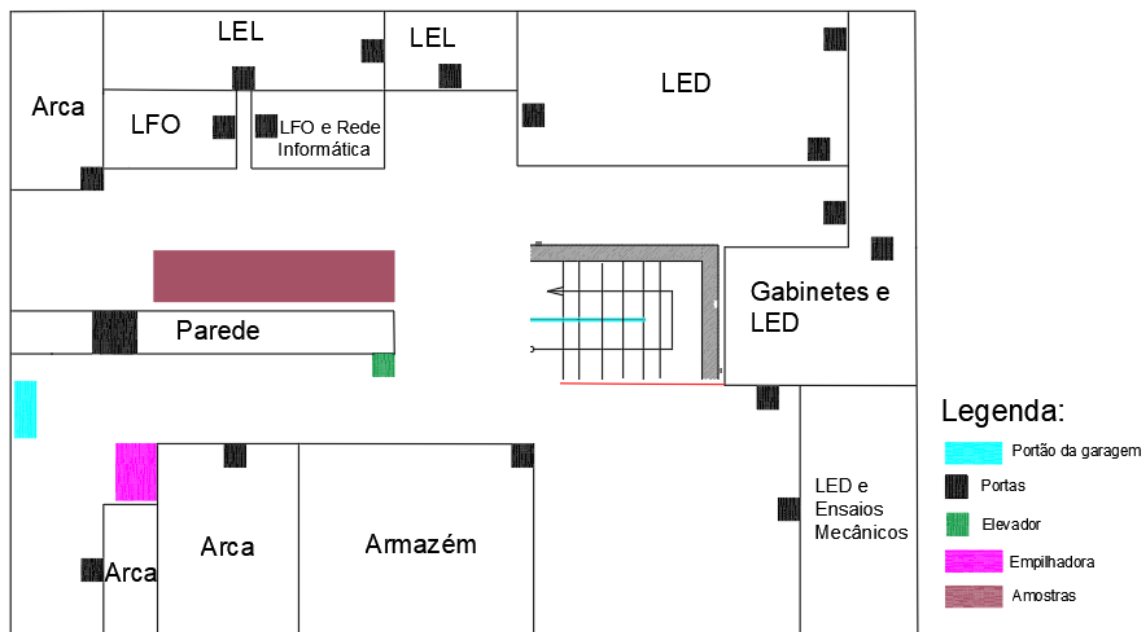 LEL
LEL
LED
Arca
LFO
LFO e Rede
Informática
Parede
Gabinetes e
LED
LED e
Ensaios
Mecânicos
Arca
Arca
Armazém
Legenda:
Portão da garagem
Portas
Elevador
Empilhadora
Amostras